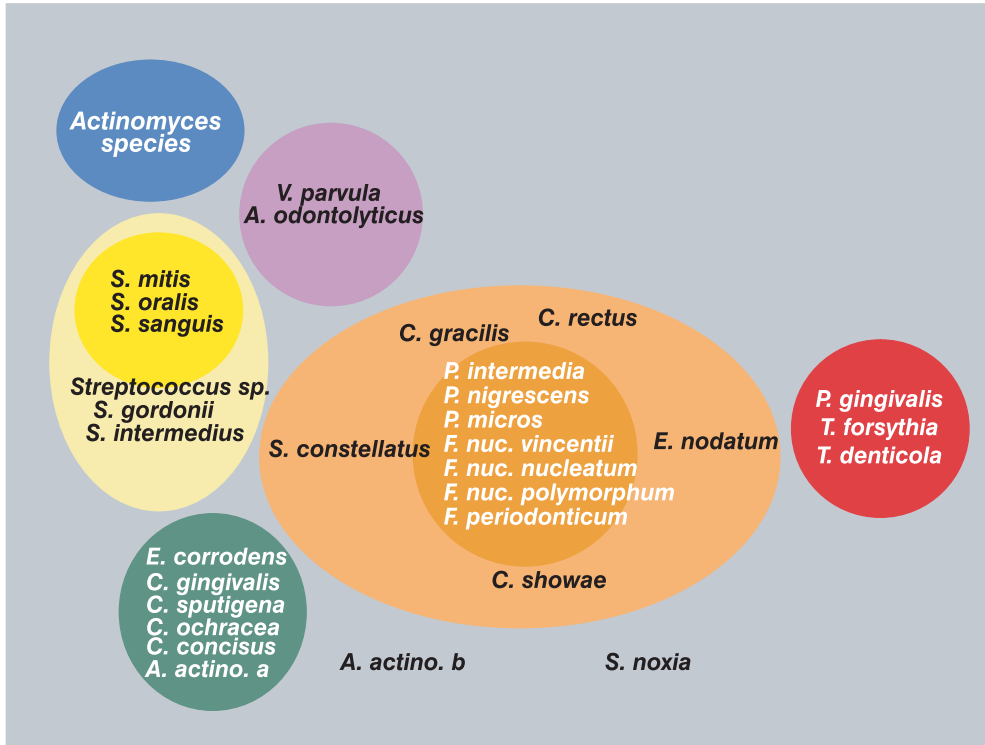 Actinomyces
species
V. parvula
A. odontolyticus
S. mitis
S. oralis
S. sanguis
Streptococcus sp.
S. gordonii
S. intermedius
C. gracilis
C. rectus
P. intermedia
P. nigrescens
P. micros
F. nuc. vincentii
F. nuc. nucleatum
F. nuc. polymorphum
F. periodonticum
S. constellatus
E. nodatum
C. showae
P. gingivalis
T. forsythia
T. denticola
E. corrodens
C. gingivalis
C. sputigena
C. ochracea
C. concisus
A. actino. a
A. actino. b
S. noxia